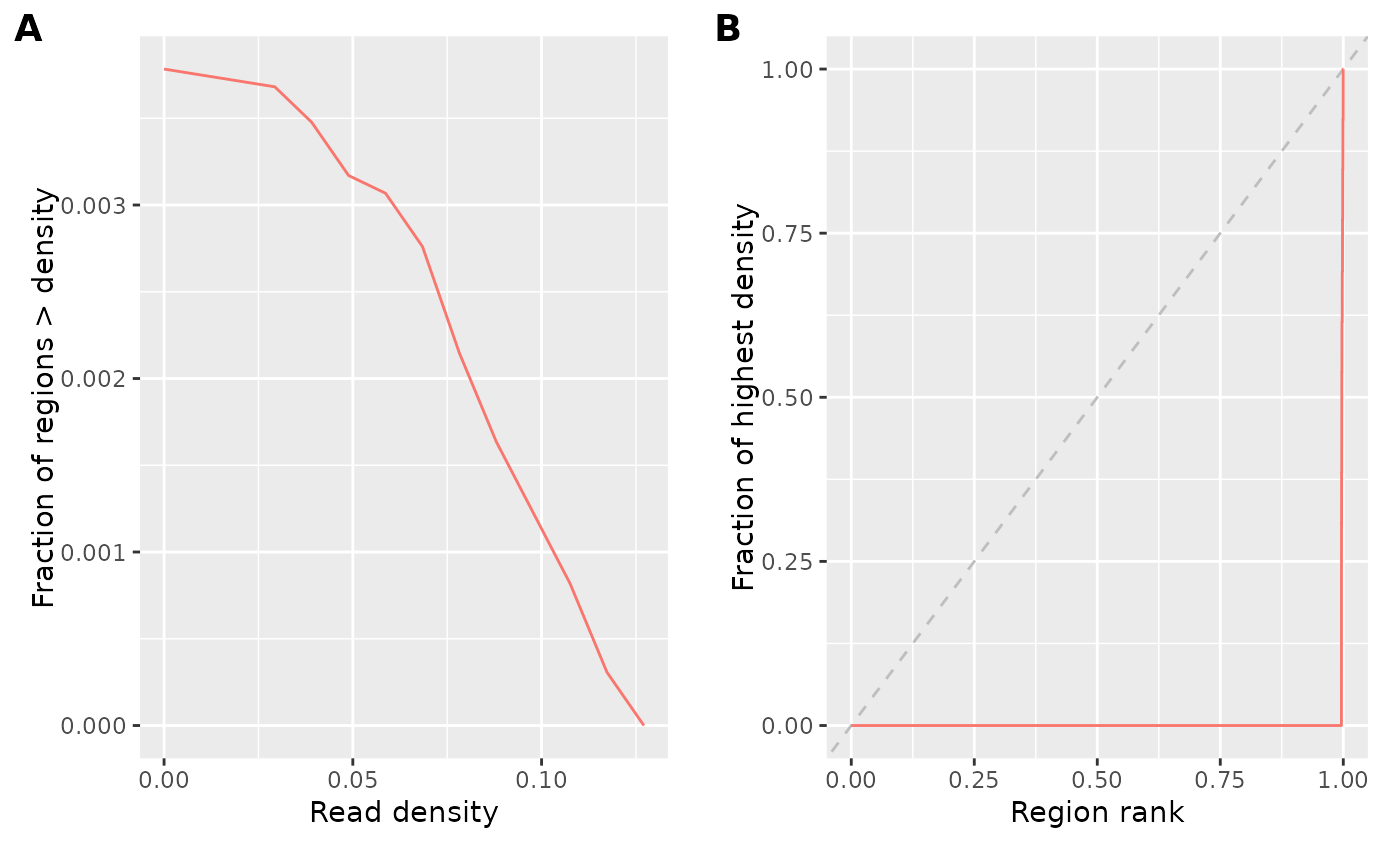 A
Fraction of regions > density
0.003
0.002
0.001
0.000
0.00 0.05 0.10
Read density
B
Fraction of highest density
1.00
0.75
0.50
0.25
0.00
0.00 0.25 0.50 0.75 1.00
Region rank